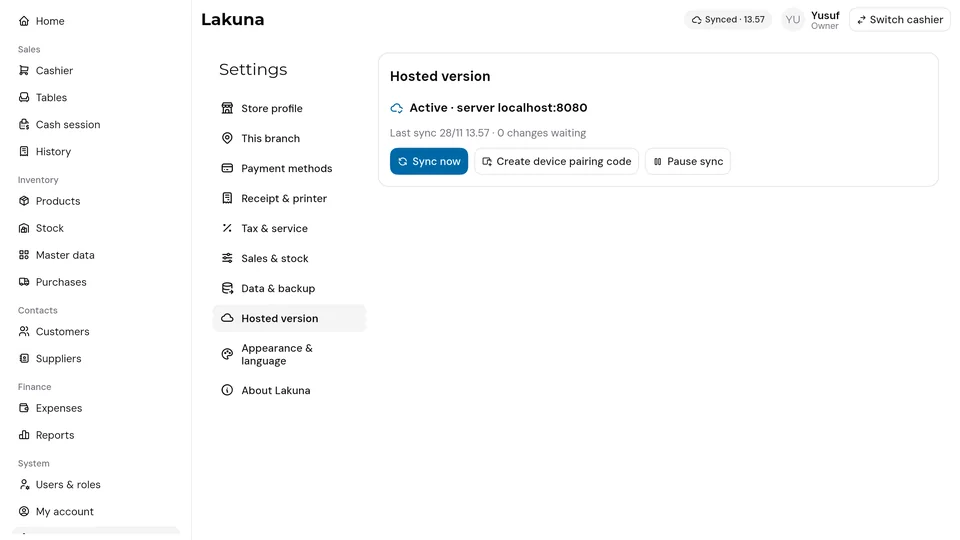 Home
Sales
Cashier
Tables
Cash session
History
Inventory
Products
Stock
Master data
Purchases
Contacts
Customers
Suppliers
Finance
Expenses
Reports
System
Users & roles
My account
Lakuna
Synced · 13.57
YU
Yusuf
Owner
Switch cashier
Settings
Store profile
This branch
Payment methods
Receipt & printer
Tax & service
Sales & stock
Data & backup
Hosted version
Appearance &
language
About Lakuna
Hosted version
Active · server localhost:8080
Last sync 28/11 13.57 · 0 changes waiting
Sync now
Create device pairing code
Pause sync